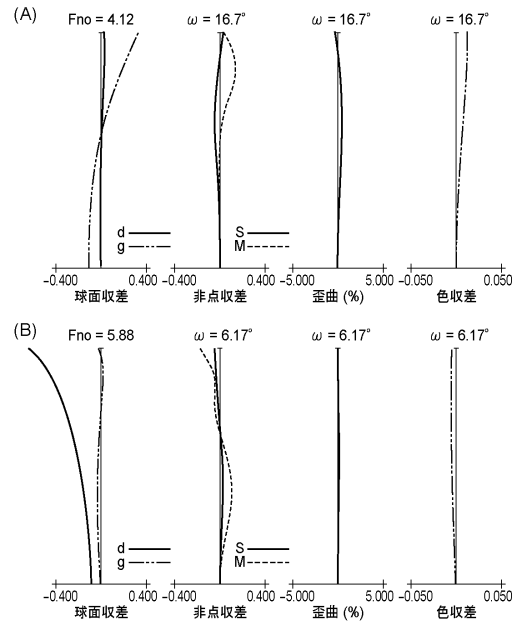 (A)
Fno = 4.12 ω = 16.7° ω = 16.7° ω = 16.7°
d S
g M
−0.400 0.400 −0.400 0.400 −5.000 5.000 −0.050 0.050
球面収差 非点収差 歪曲 (%) 色収差
(B)
Fno = 5.88 ω = 6.17° ω = 6.17° ω = 6.17°
d S
g M
−0.400 0.400 −0.400 0.400 −5.000 5.000 −0.050 0.050
球面収差 非点収差 歪曲 (%) 色収差